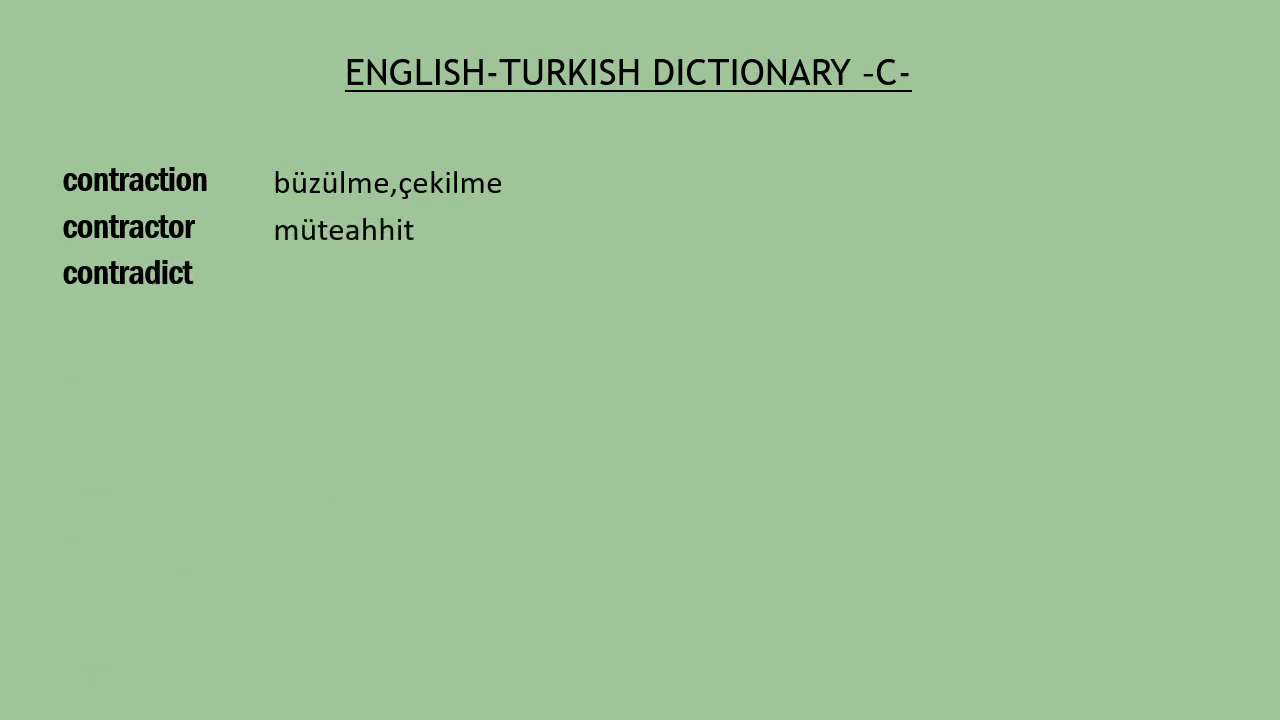 ENGLISH-TURKISH DICTIONARY –C-
contraction büzülme,çekilme
contractor müteahhit
contradict